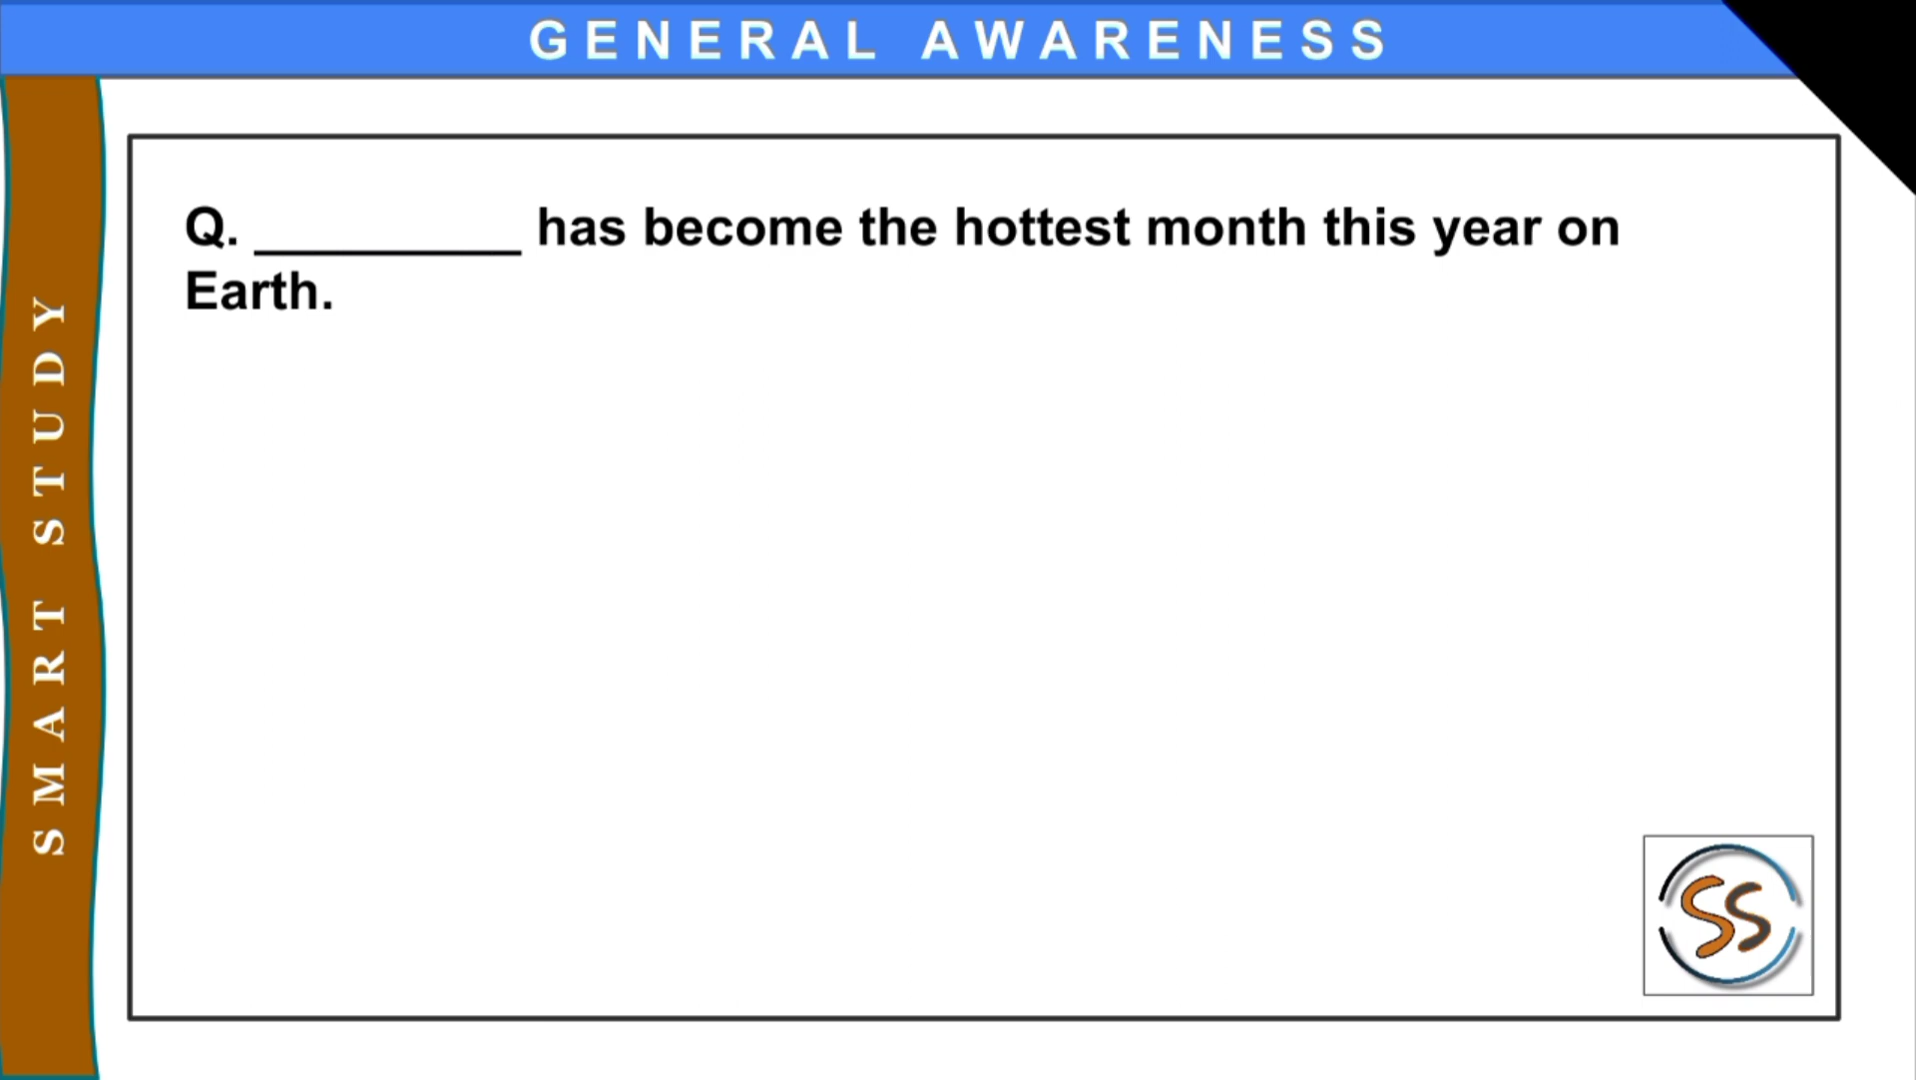 GENERAL AWARENESS
SMART STUDY
Q. __________ has become the hottest month this year on
Earth.
SS